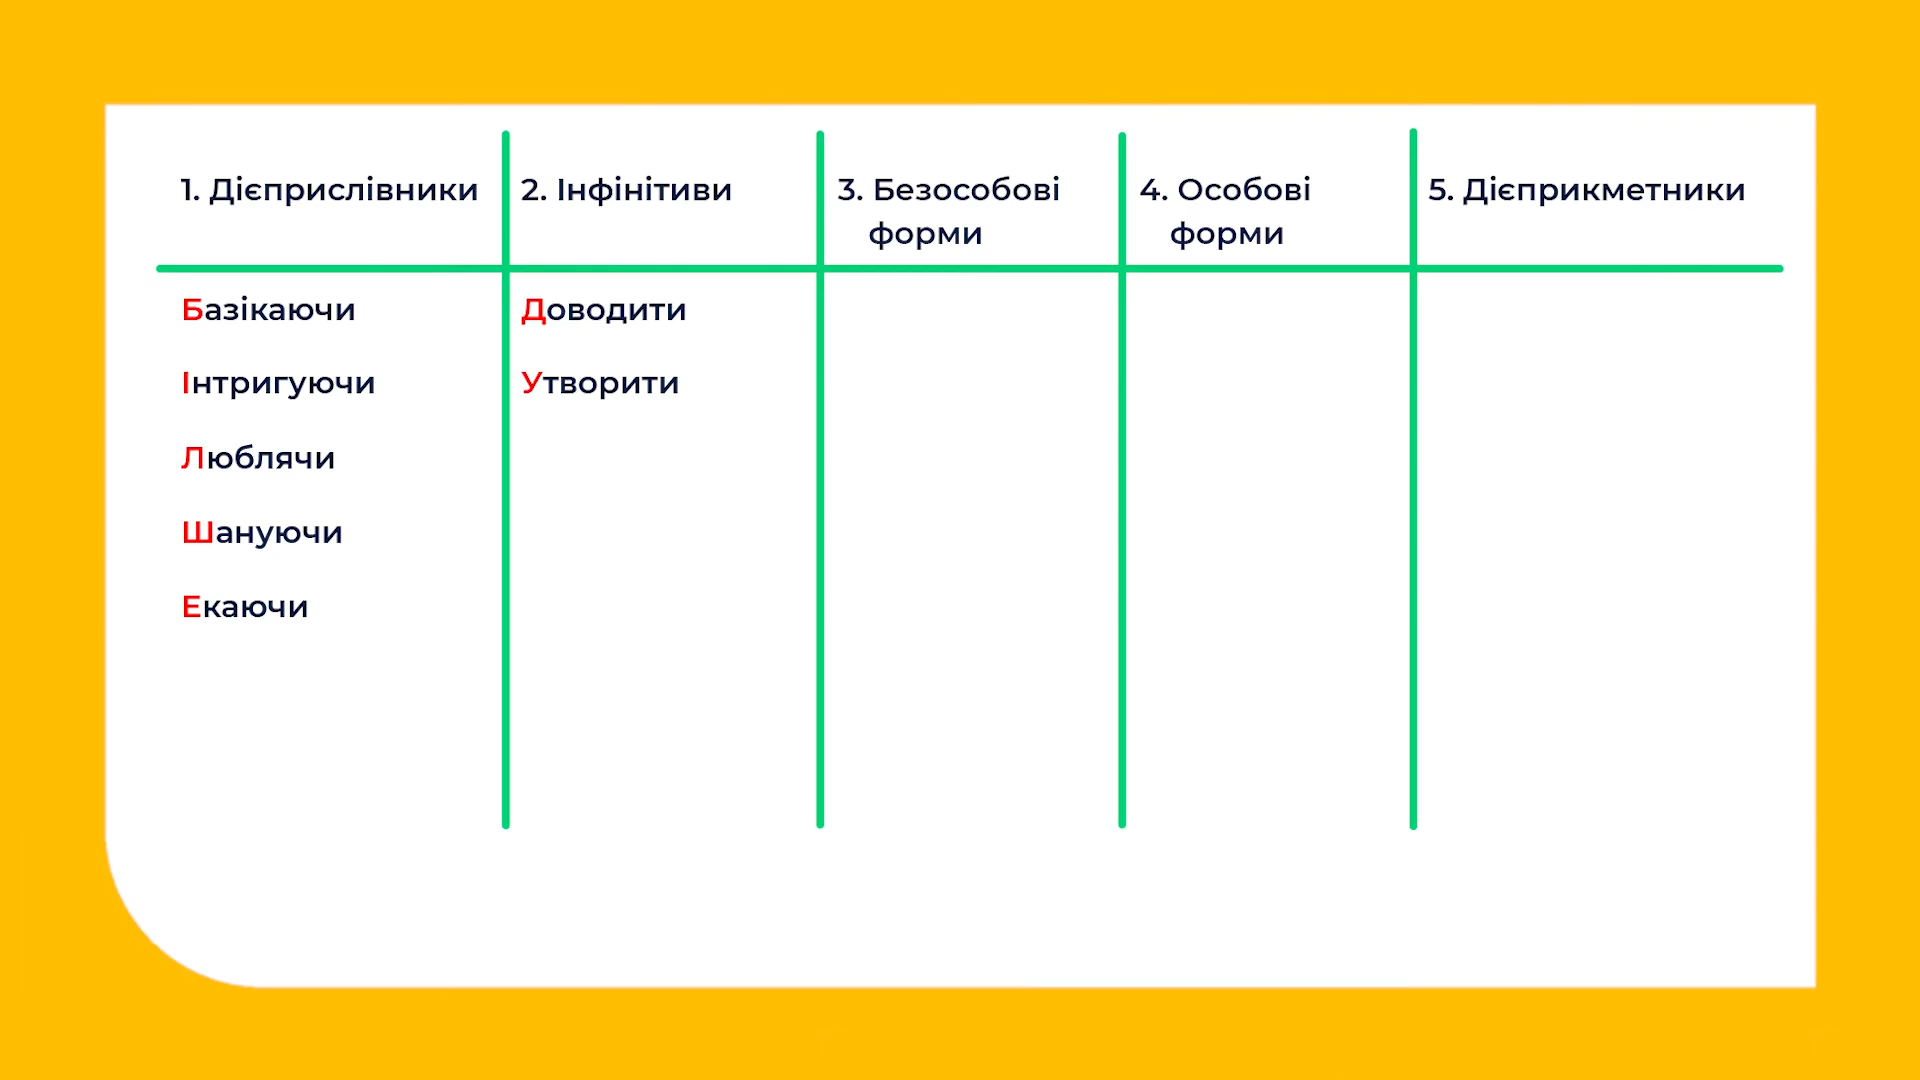 1. Дієприслівники
2. Інфінітиви
3. Безособові
форми
4. Особові
форми
5. Дієприкметники
Базікаючи
Інтригуючи
Люблячи
Шануючи
Екаючи
Доводити
Утворити